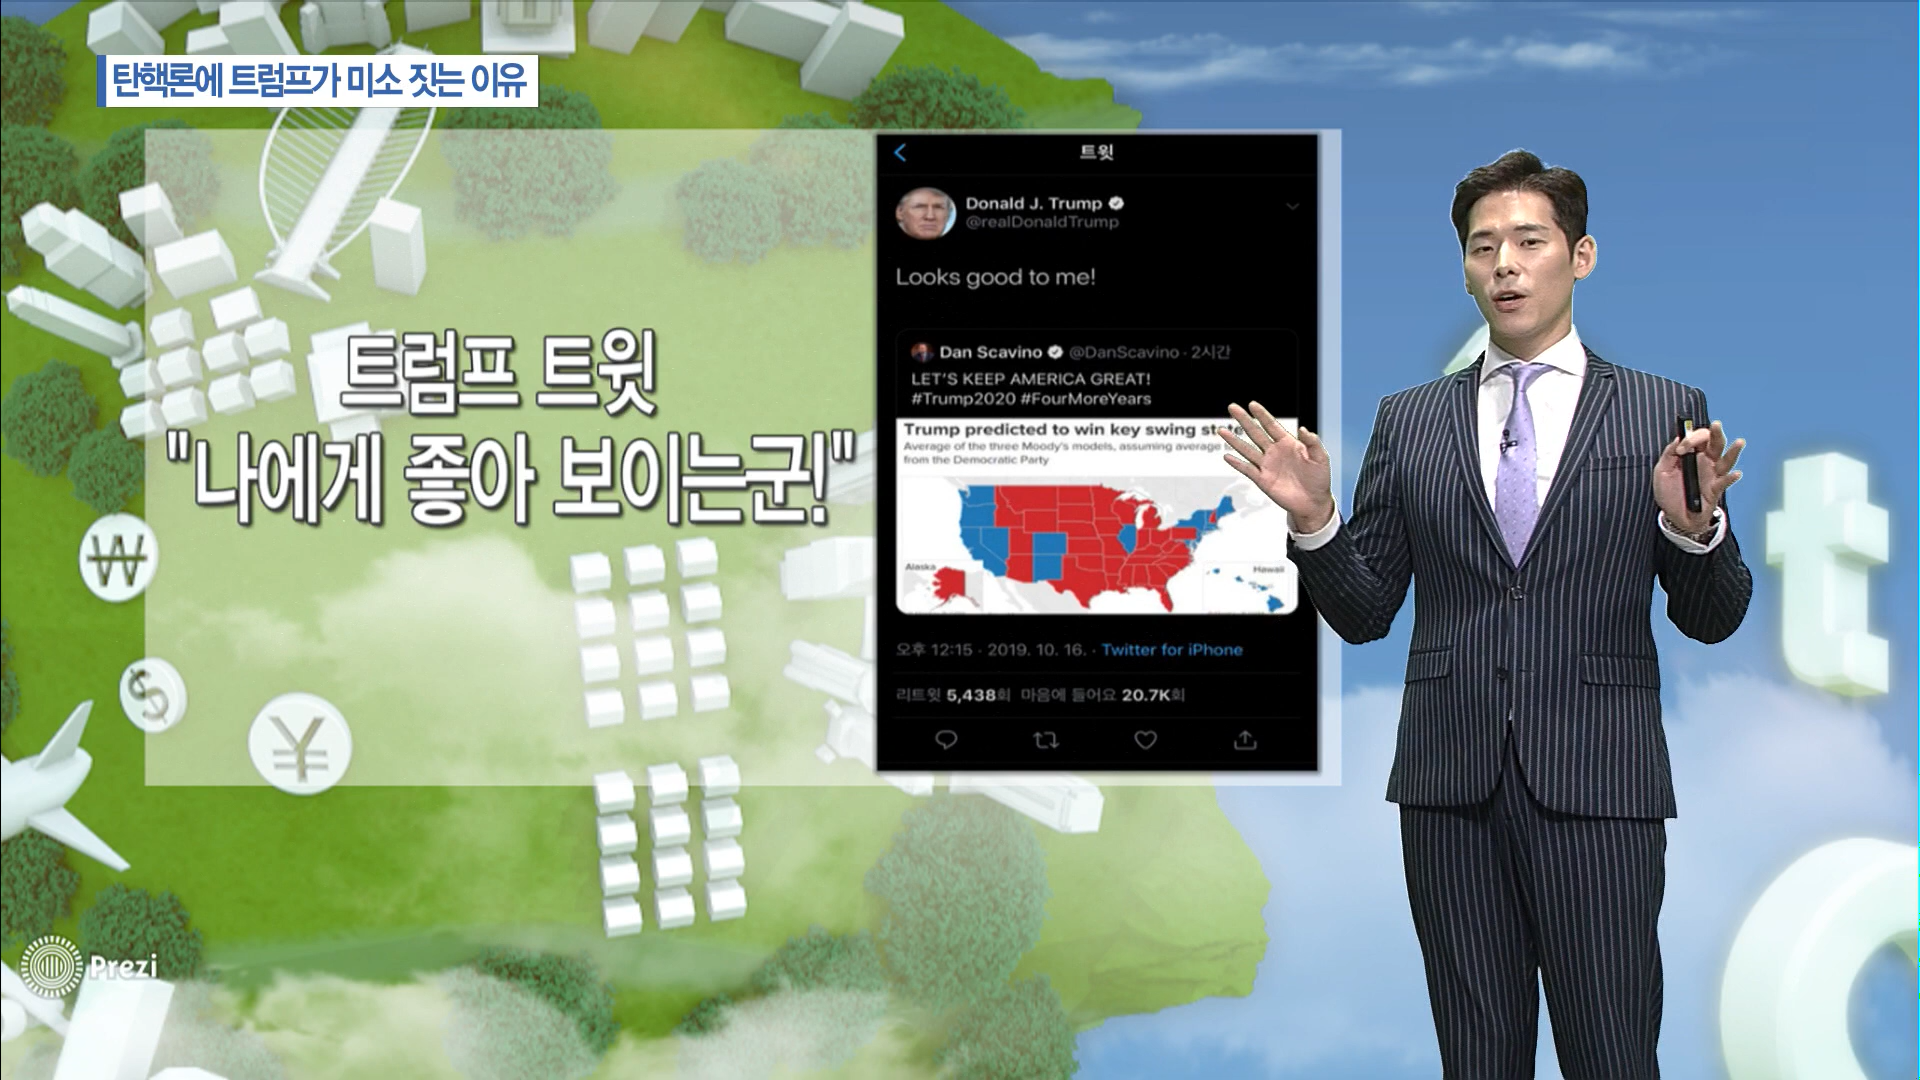 탄핵론에 트럼프가 미소 짓는 이유
트럼프 트윗
"나에게 좋아 보이는군!"
트윗
Donald J. Trump
@realDonaldTrump
Looks good to me!
Dan Scavino @DanScavino · 2시간
LET'S KEEP AMERICA GREAT!
#Trump2020 #FourMoreYears
Trump predicted to win key swing state
Average of the three Moody's models, assuming average
from the Democratic Party
Alaska
Hawaii
오후 12:15 · 2019. 10. 16. · Twitter for iPhone
리트윗 5,438회 마음에 들어요 20.7K회
₩
$
¥
t
Prezi